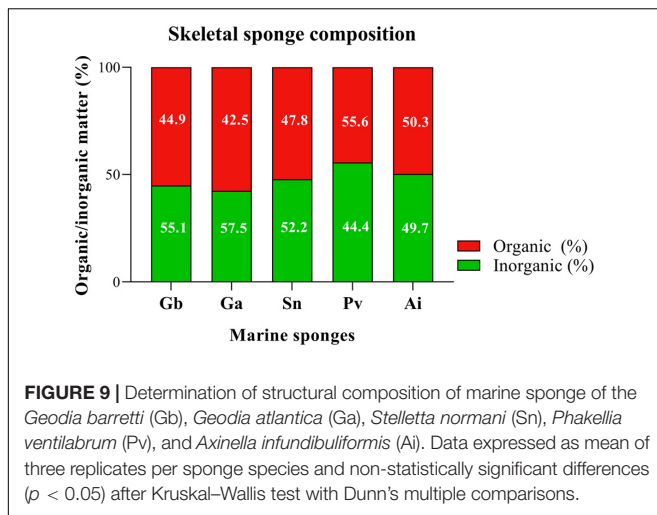 Skeletal sponge composition
Organic/inorganic matter (%)
100
50
0
44.9 42.5 47.8 55.6 50.3
55.1 57.5 52.2 44.4 49.7
Gb Ga Sn Pv Ai
Marine sponges
Organic (%)
Inorganic (%)
FIGURE 9 | Determination of structural composition of marine sponge of the
Geodia barretti (Gb), Geodia atlantica (Ga), Stelletta normani (Sn), Phakellia
ventilabrum (Pv), and Axinella infundibuliformis (Ai). Data expressed as mean of
three replicates per sponge species and non-statistically significant differences
(p < 0.05) after Kruskal–Wallis test with Dunn's multiple comparisons.